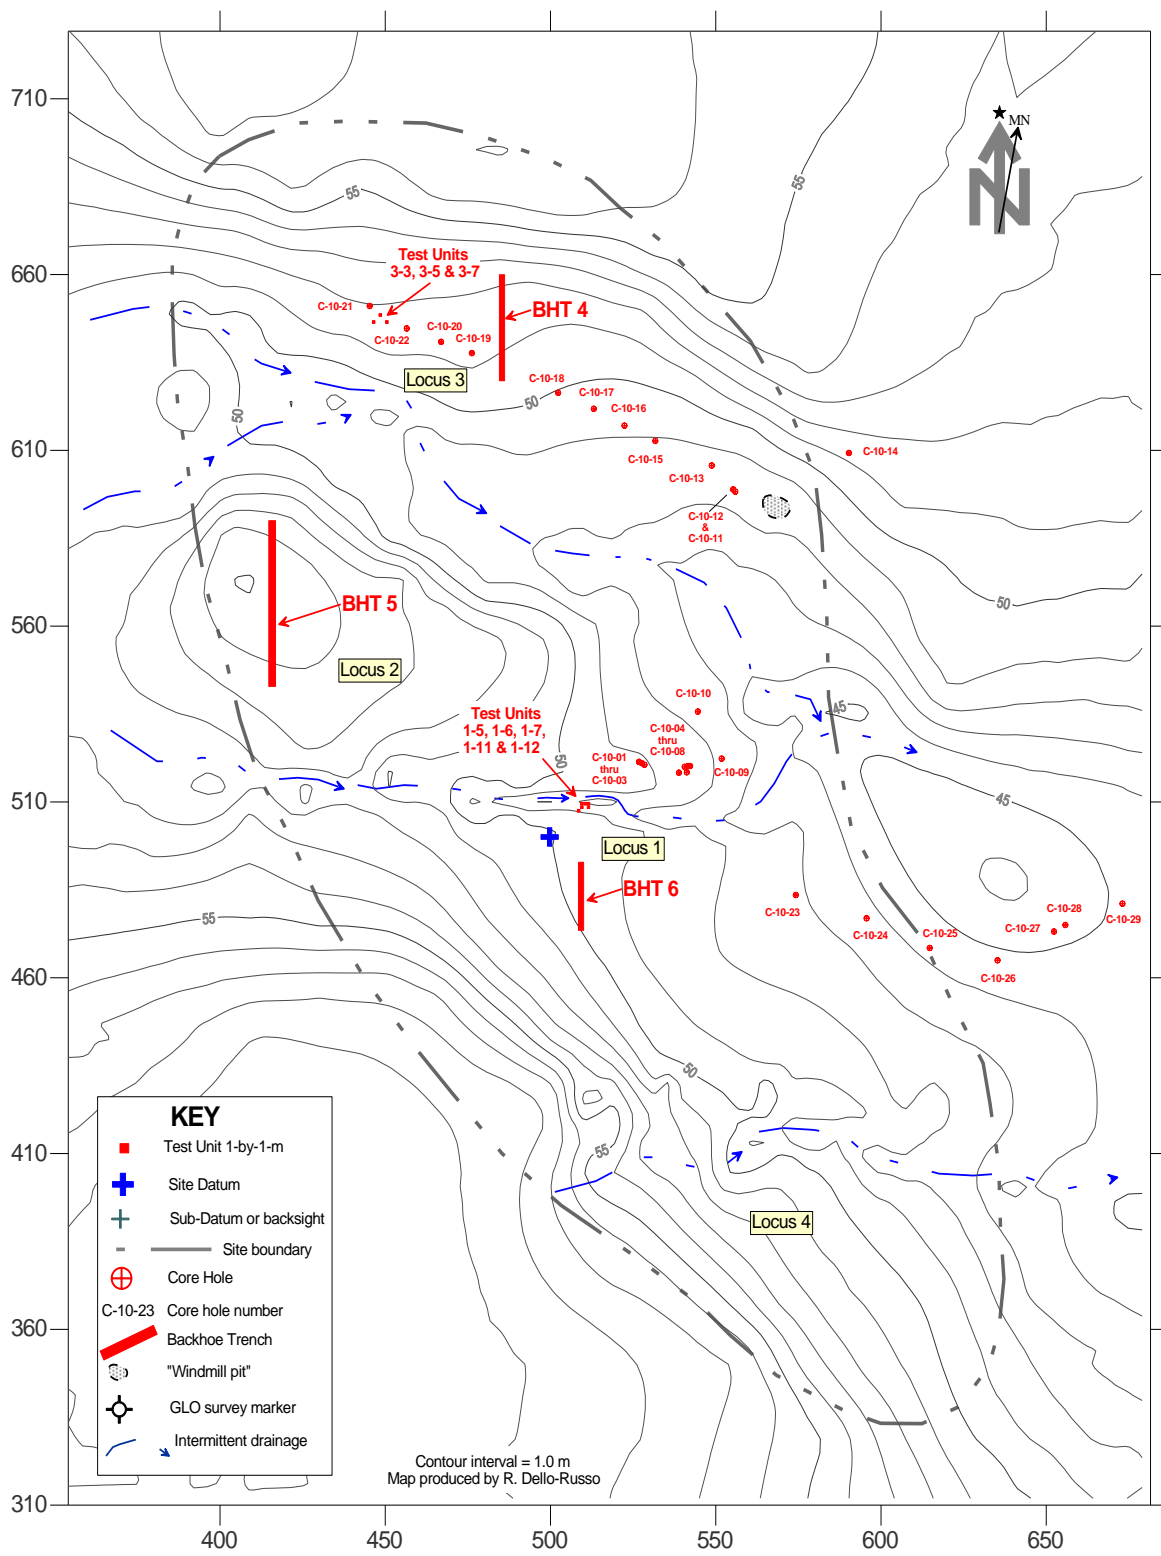 710
660
610
560
510
460
410
360
310
400
450
500
550
600
650
MN
N
55
55
Test Units
3-3, 3-5 & 3-7
C-10-21
C-10-22
C-10-20
C-10-19
BHT 4
Locus 3
C-10-18
50
C-10-17
C-10-16
C-10-15
C-10-14
C-10-13
C-10-12
&
C-10-11
50
50
BHT 5
Locus 2
Test Units
1-5, 1-6, 1-7,
1-11 & 1-12
C-10-10
C-10-04
thru
C-10-08
C-10-01
thru
C-10-03
C-10-09
50
45
45
Locus 1
BHT 6
55
C-10-23
C-10-24
C-10-25
C-10-26
C-10-27
C-10-28
C-10-29
50
55
Locus 4
KEY
Test Unit 1-by-1-m
Site Datum
Sub-Datum or backsight
Site boundary
Core Hole
C-10-23 Core hole number
Backhoe Trench
"Windmill pit"
GLO survey marker
Intermittent drainage
Contour interval = 1.0 m
Map produced by R. Dello-Russo